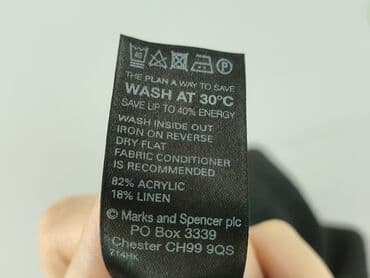 40
THE PLAN A WAY TO SAVE
WASH AT 30°C
SAVE UP TO 40% ENERGY
WASH INSIDE OUT
IRON ON REVERSE
DRY FLAT
FABRIC CONDITIONER
IS RECOMMENDED
82% ACRYLIC
18% LINEN
© Marks and Spencer plc
PO Box 3339
Chester CH99 9QS
714HK